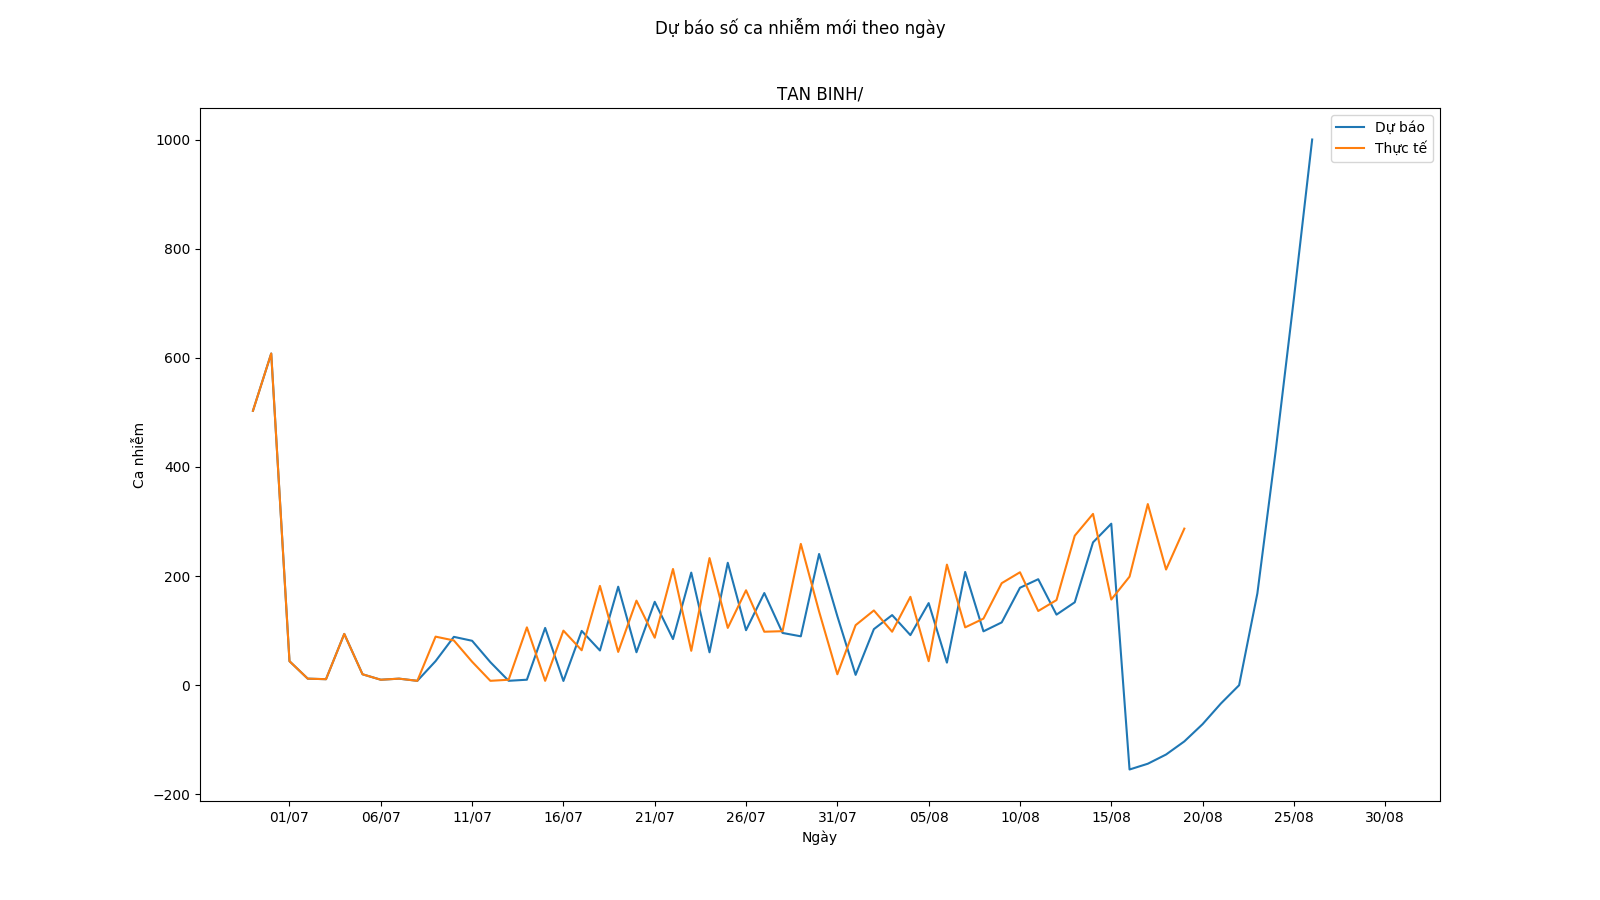 Dự báo số ca nhiễm mới theo ngày
TAN BINH/
Dự báo
Thực tế
1000
800
600
400
200
0
−200
Ca nhiễm
01/07 06/07 11/07 16/07 21/07 26/07 31/07 05/08 10/08 15/08 20/08 25/08 30/08
Ngày